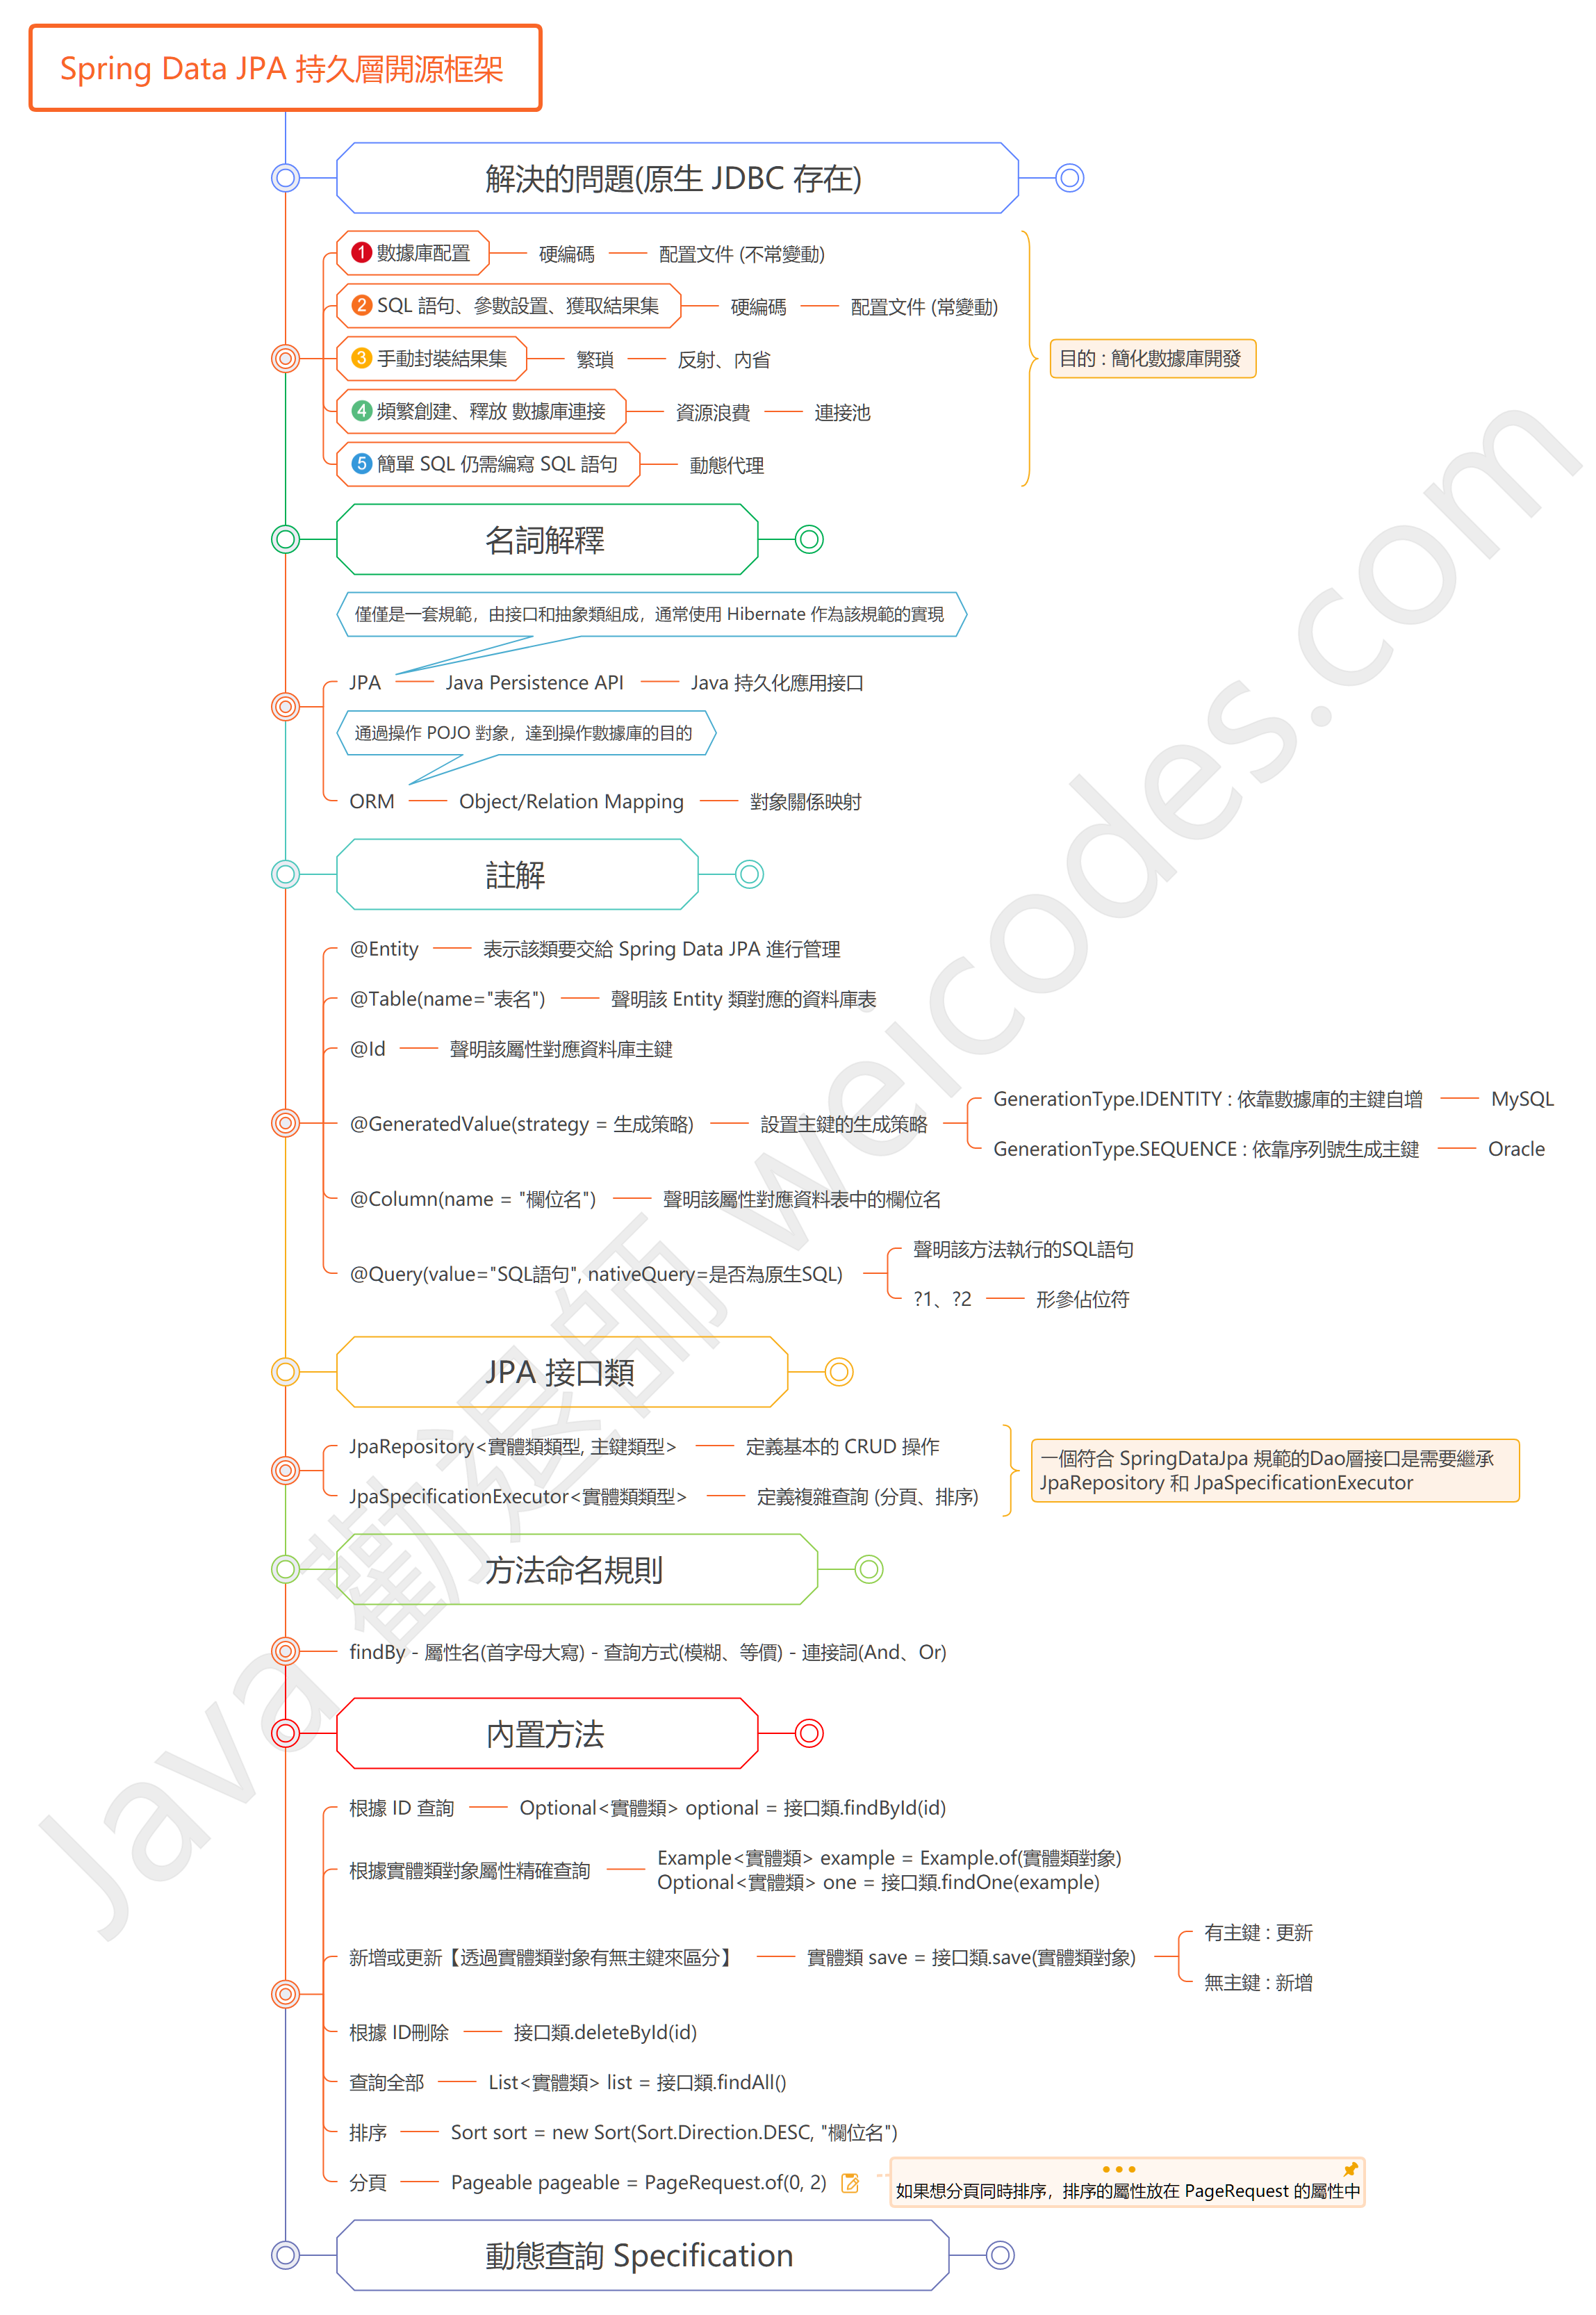 Spring Data JPA 持久層開源框架
解決的問題(原生 JDBC 存在)
1 數據庫配置 硬編碼 配置文件 (不常變動)
2 SQL 語句、參數設置、獲取結果集 硬編碼 配置文件 (常變動)
3 手動封裝結果集 繁瑣 反射、內省
4 頻繁創建、釋放 數據庫連接 資源浪費 連接池
5 簡單 SQL 仍需編寫 SQL 語句 動態代理
目的 : 簡化數據庫開發
名詞解釋
僅僅是一套規範，由接口和抽象類組成，通常使用 Hibernate 作為該規範的實現
JPA Java Persistence API Java 持久化應用接口
通過操作 POJO 對象，達到操作數據庫的目的
ORM Object/Relation Mapping 對象關係映射
註解
@Entity 表示該類要交給 Spring Data JPA 進行管理
@Table(name="表名") 聲明該 Entity 類對應的資料庫表
@Id 聲明該屬性對應資料庫主鍵
@GeneratedValue(strategy = 生成策略) 設置主鍵的生成策略
GenerationType.IDENTITY : 依靠數據庫的主鍵自增 MySQL
GenerationType.SEQUENCE : 依靠序列號生成主鍵 Oracle
@Column(name = "欄位名") 聲明該屬性對應資料表中的欄位名
@Query(value="SQL語句", nativeQuery=是否為原生SQL)
聲明該方法執行的SQL語句
?1、?2 形參佔位符
JPA 接口類
JpaRepository<實體類類型, 主鍵類型> 定義基本的 CRUD 操作
JpaSpecificationExecutor<實體類類型> 定義複雜查詢 (分頁、排序)
一個符合 SpringDataJpa 規範的Dao層接口是需要繼承
JpaRepository 和 JpaSpecificationExecutor
方法命名規則
findBy - 屬性名(首字母大寫) - 查詢方式(模糊、等價) - 連接詞(And、Or)
內置方法
根據 ID 查詢 Optional<實體類> optional = 接口類.findById(id)
根據實體類對象屬性精確查詢
Example<實體類> example = Example.of(實體類對象)
Optional<實體類> one = 接口類.findOne(example)
新增或更新【透過實體類對象有無主鍵來區分】 實體類 save = 接口類.save(實體類對象)
有主鍵 : 更新
無主鍵 : 新增
根據 ID刪除 接口類.deleteById(id)
查詢全部 List<實體類> list = 接口類.findAll()
排序 Sort sort = new Sort(Sort.Direction.DESC, "欄位名")
分頁 Pageable pageable = PageRequest.of(0, 2)
如果想分頁同時排序，排序的屬性放在 PageRequest 的屬性中
動態查詢 Specification
Java 勸退師 weicodes.com